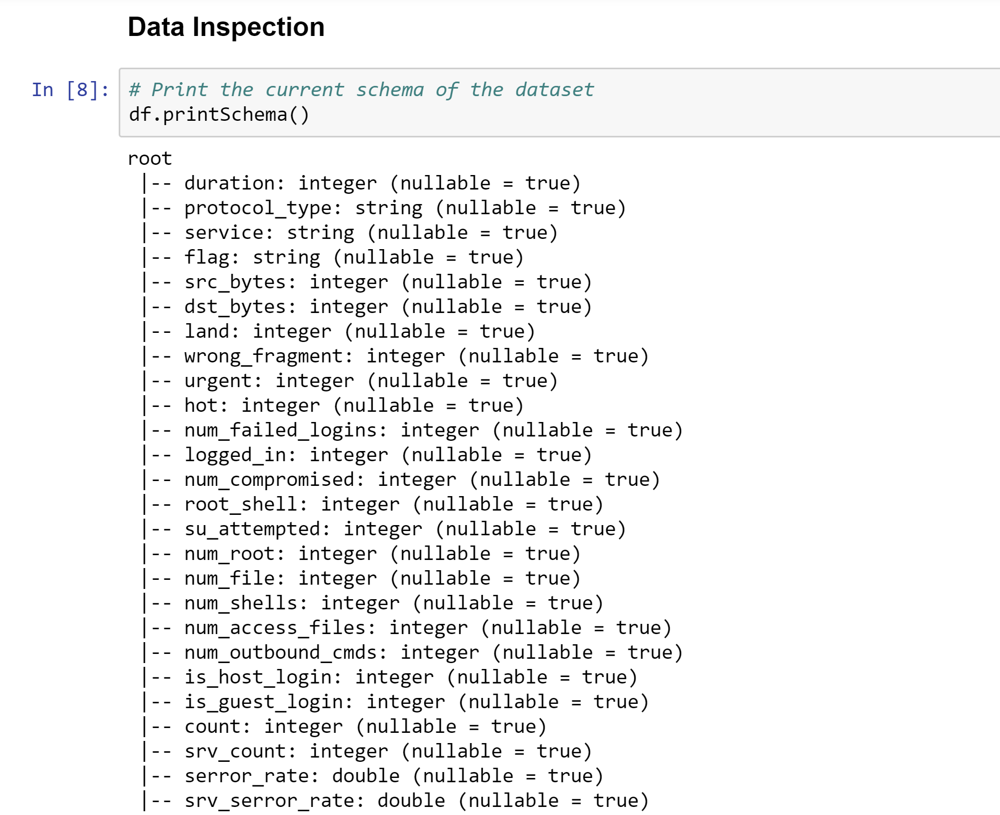 Data Inspection
In [8]:
# Print the current schema of the dataset
df.printSchema()
root
 |-- duration: integer (nullable = true)
 |-- protocol_type: string (nullable = true)
 |-- service: string (nullable = true)
 |-- flag: string (nullable = true)
 |-- src_bytes: integer (nullable = true)
 |-- dst_bytes: integer (nullable = true)
 |-- land: integer (nullable = true)
 |-- wrong_fragment: integer (nullable = true)
 |-- urgent: integer (nullable = true)
 |-- hot: integer (nullable = true)
 |-- num_failed_logins: integer (nullable = true)
 |-- logged_in: integer (nullable = true)
 |-- num_compromised: integer (nullable = true)
 |-- root_shell: integer (nullable = true)
 |-- su_attempted: integer (nullable = true)
 |-- num_root: integer (nullable = true)
 |-- num_file: integer (nullable = true)
 |-- num_shells: integer (nullable = true)
 |-- num_access_files: integer (nullable = true)
 |-- num_outbound_cmds: integer (nullable = true)
 |-- is_host_login: integer (nullable = true)
 |-- is_guest_login: integer (nullable = true)
 |-- count: integer (nullable = true)
 |-- srv_count: integer (nullable = true)
 |-- serror_rate: double (nullable = true)
 |-- srv_serror_rate: double (nullable = true)